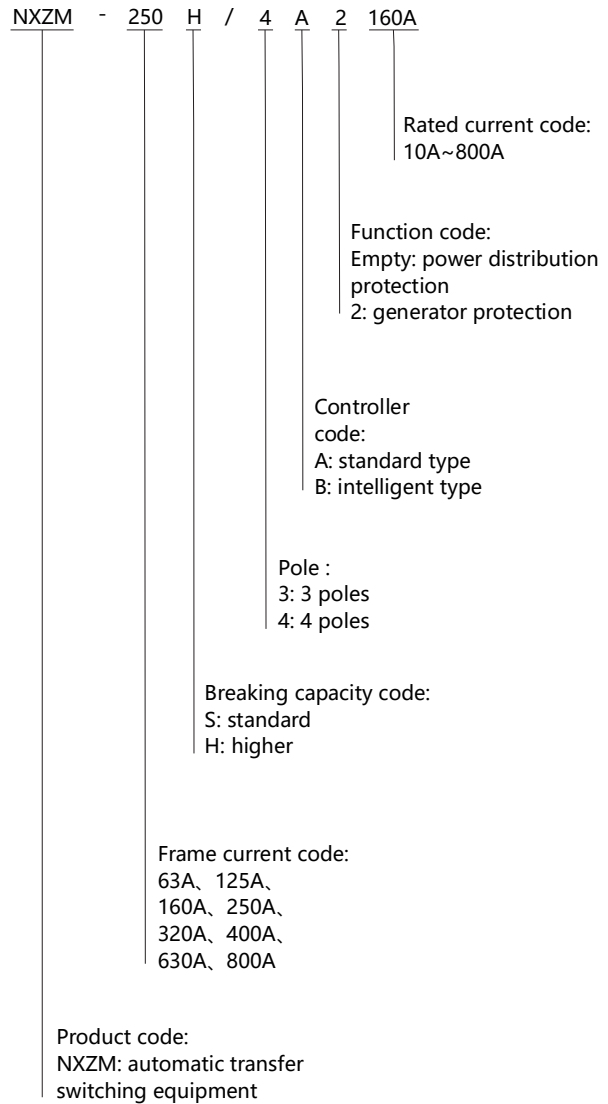 NXZM - 250 H / 4 A 2 160A
Rated current code:
10A~800A
Function code:
Empty: power distribution
protection
2: generator protection
Controller
code:
A: standard type
B: intelligent type
Pole :
3: 3 poles
4: 4 poles
Breaking capacity code:
S: standard
H: higher
Frame current code:
63A、125A、
160A、250A、
320A、400A、
630A、800A
Product code:
NXZM: automatic transfer
switching equipment